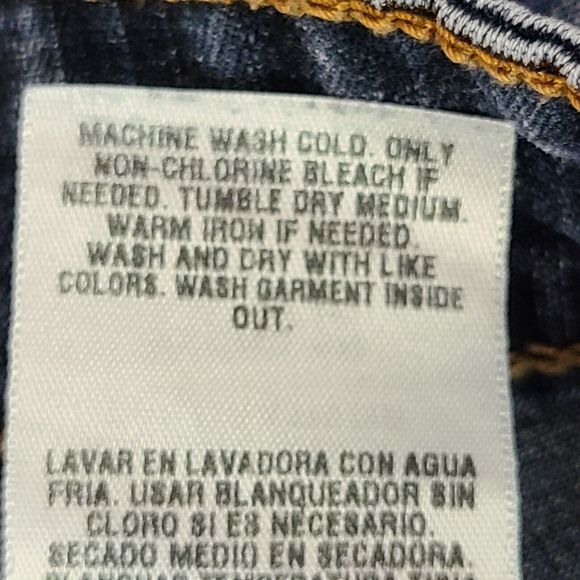 MACHINE WASH COLD. ONLY
NON-CHLORINE BLEACH IF
NEEDED. TUMBLE DRY MEDIUM.
WARM IRON IF NEEDED.
WASH AND DRY WITH LIKE
COLORS. WASH GARMENT INSIDE
OUT.
LAVAR EN LAVADORA CON AGUA
FRIA. USAR BLANQUEADOR SIN
CLORO SI ES NECESARIO.
SECADO MEDIO EN SECADORA.